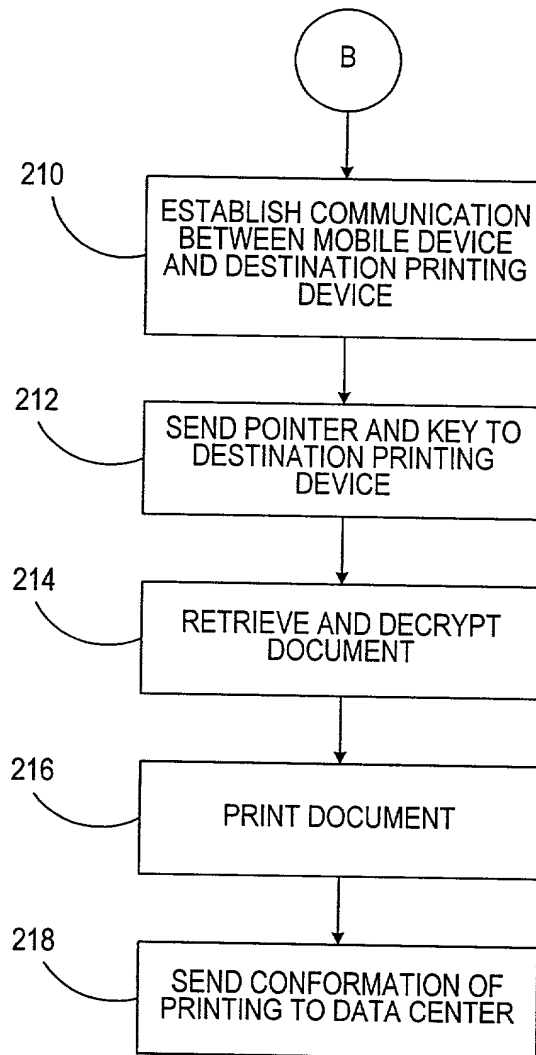 B
210
ESTABLISH COMMUNICATION
BETWEEN MOBILE DEVICE
AND DESTINATION PRINTING
DEVICE
212
SEND POINTER AND KEY TO
DESTINATION PRINTING
DEVICE
214
RETRIEVE AND DECRYPT
DOCUMENT
216
PRINT DOCUMENT
218
SEND CONFORMATION OF
PRINTING TO DATA CENTER